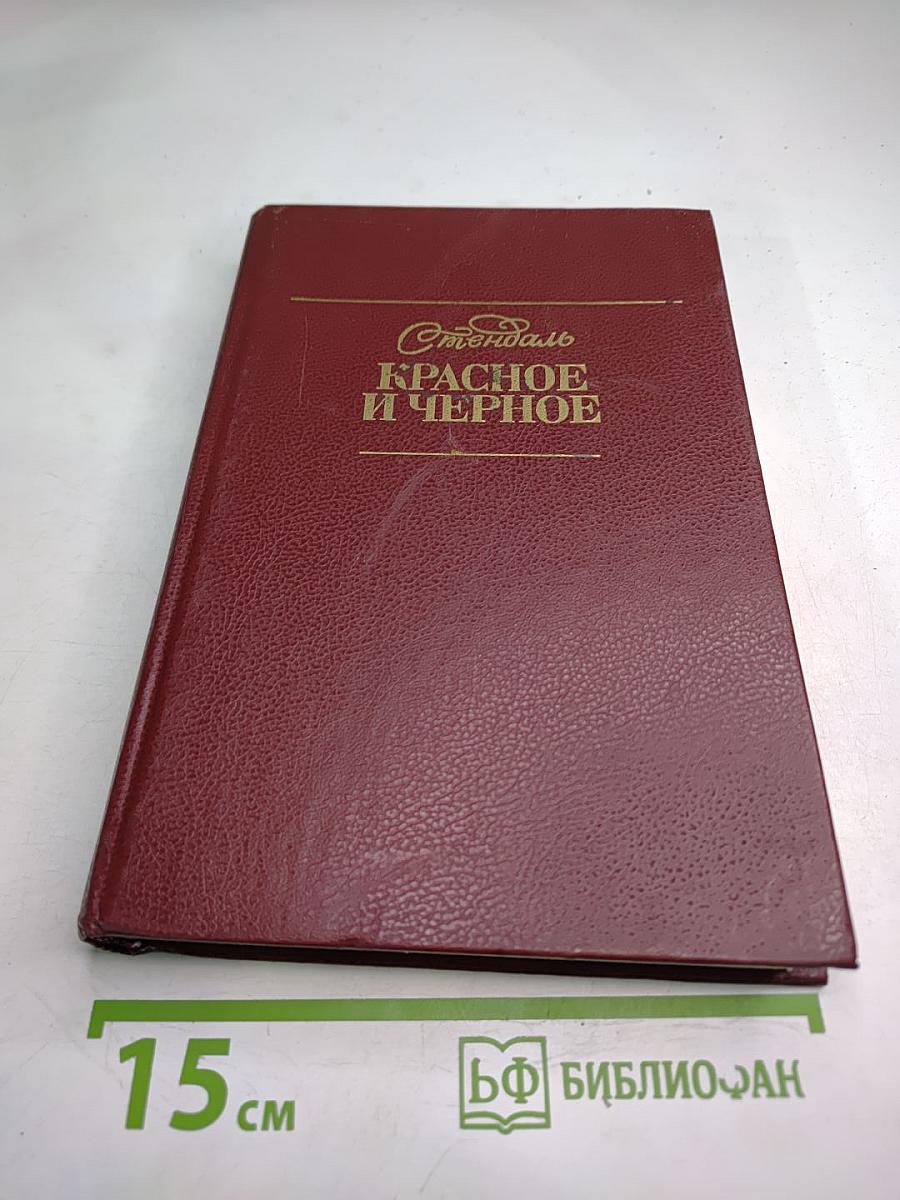 Стендаль
КРАСНОЕ
И ЧЕРНОЕ
15 см
БФ БИБЛИОФАН